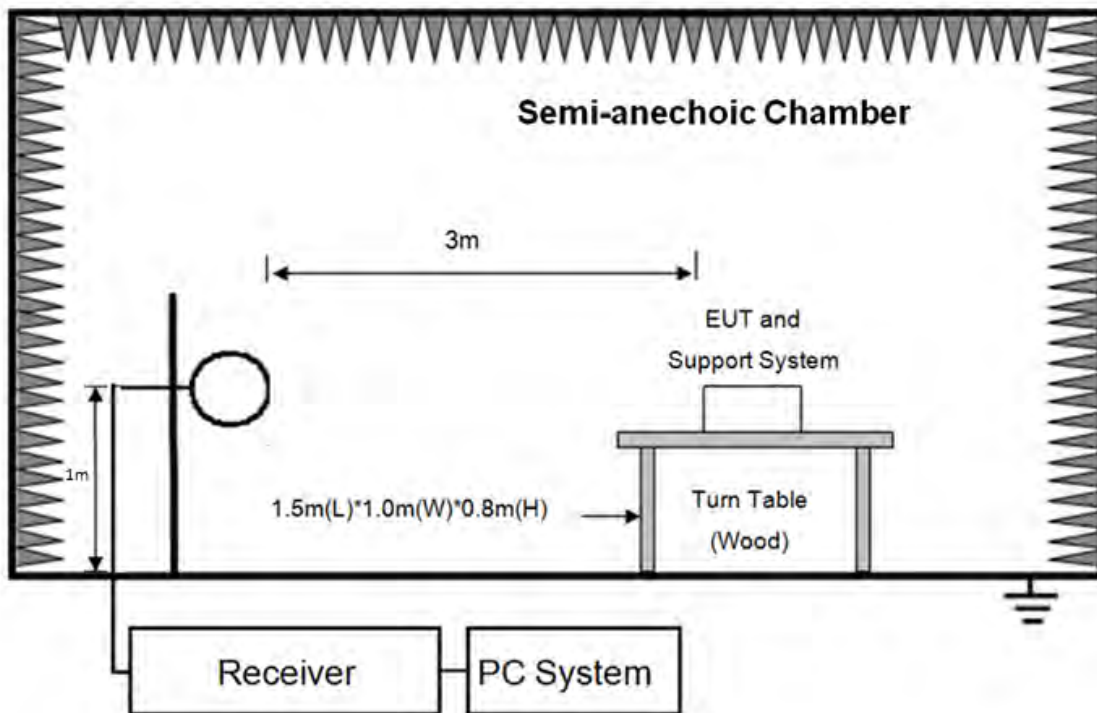 Semi-anechoic Chamber
3m
EUT and
Support System
1m
1.5m(L)*1.0m(W)*0.8m(H)
Turn Table
(Wood)
Receiver
PC System